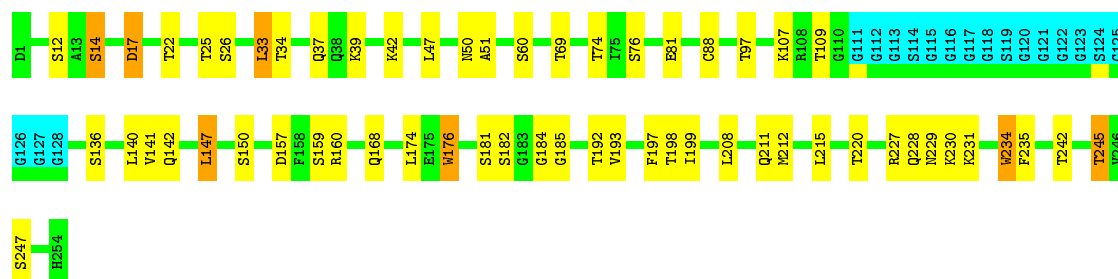 D1 S12 A13 S14 D17 T22 T25 S26 L33 T34 Q37 Q38 K39 K42 L47 N50 A51 S60 T69 T74 I75 S76 E81 C88 T97 K107 R108 T109 G110 G111 G112 G113 S114 G115 G116 G117 G118 S119 G120 G121 G122 G123 S124 G125
G126 G127 G128 S136 L140 V141 Q142 L147 S150 D157 F158 S159 R160 Q168 L174 E175 W176 S181 S182 G183 G184 G185 T192 V193 F197 T198 I199 L208 Q211 M212 L215 T220 R227 Q228 N229 K230 K231 W234 F235 T242 T245 V246
S247 H254